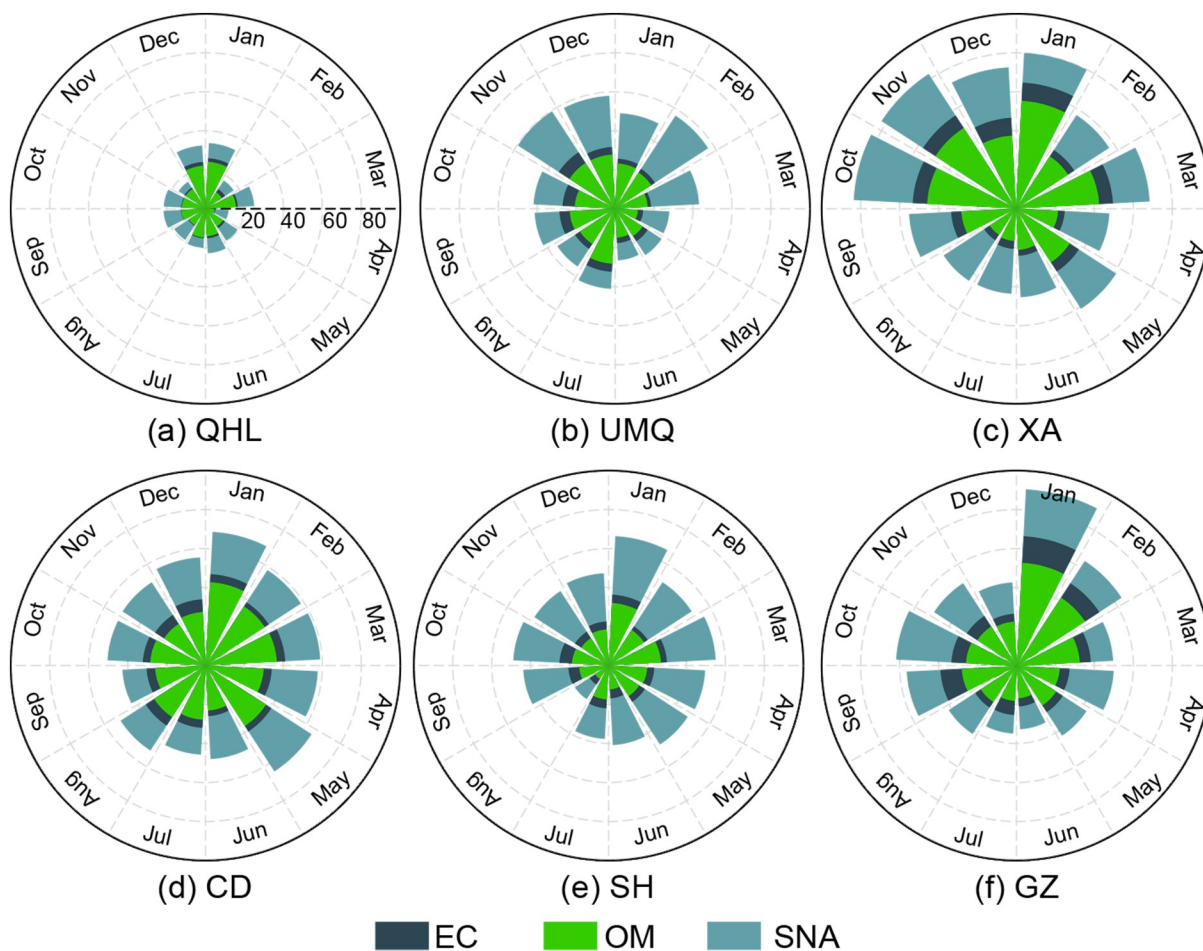 Dec Jan
Nov Feb
Oct Mar
20 40 60 80
Sep Apr
Aug May
Jul Jun
(a) QHL
Dec Jan
Nov Feb
Oct Mar
Sep Apr
Aug May
Jul Jun
(b) UMQ
Dec Jan
Nov Feb
Oct Mar
Sep Apr
Aug May
Jul Jun
(c) XA
Dec Jan
Nov Feb
Oct Mar
Sep Apr
Aug May
Jul Jun
(d) CD
Dec Jan
Nov Feb
Oct Mar
Sep Apr
Aug May
Jul Jun
(e) SH
Dec Jan
Nov Feb
Oct Mar
Sep Apr
Aug May
Jul Jun
(f) GZ
EC OM SNA